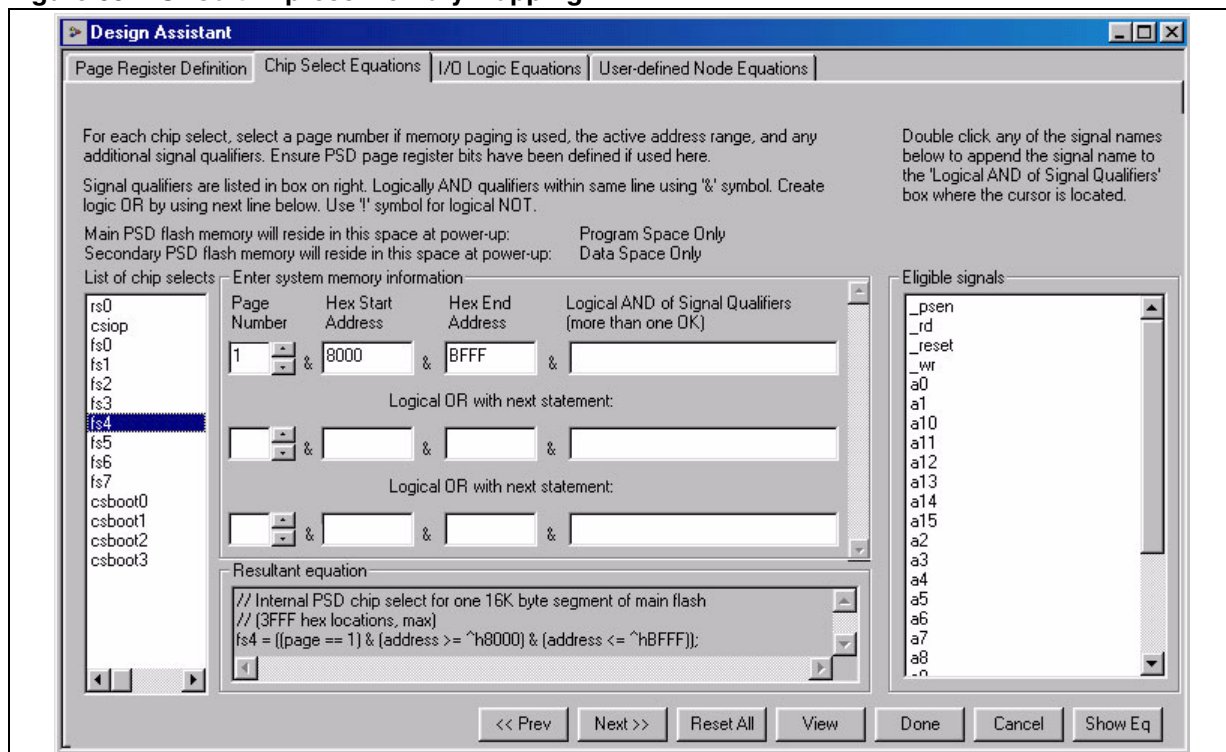 Design Assistant
Page Register Definition Chip Select Equations I/O Logic Equations User-defined Node Equations
For each chip select, select a page number if memory paging is used, the active address range, and any
additional signal qualifiers. Ensure PSD page register bits have been defined if used here.
Signal qualifiers are listed in box on right. Logically AND qualifiers within same line using '&' symbol. Create
logic OR by using next line below. Use '!' symbol for logical NOT.
Main PSD flash memory will reside in this space at power-up: Program Space Only
Secondary PSD flash memory will reside in this space at power-up: Data Space Only
Double click any of the signal names
below to append the signal name to
the 'Logical AND of Signal Qualifiers'
box where the cursor is located.
List of chip selects
rs0
csiop
fs0
fs1
fs2
fs3
fs4
fs5
fs6
fs7
csboot0
csboot1
csboot2
csboot3
Enter system memory information
Page Hex Start Hex End Logical AND of Signal Qualifiers
Number Address Address (more than one OK)
1 & 8000 & BFFF &
Logical OR with next statement:
& & &
Logical OR with next statement:
& & &
Resultant equation
// Internal PSD chip select for one 16K byte segment of main flash
// (3FFF hex locations, max)
fs4 = ((page == 1) & (address >= ^h8000) & (address <= ^hBFFF));
Eligible signals
_psen
_rd
_reset
_wr
a0
a1
a10
a11
a12
a13
a14
a15
a2
a3
a4
a5
a6
a7
a8
<< Prev Next >> Reset All View Done Cancel Show Eq